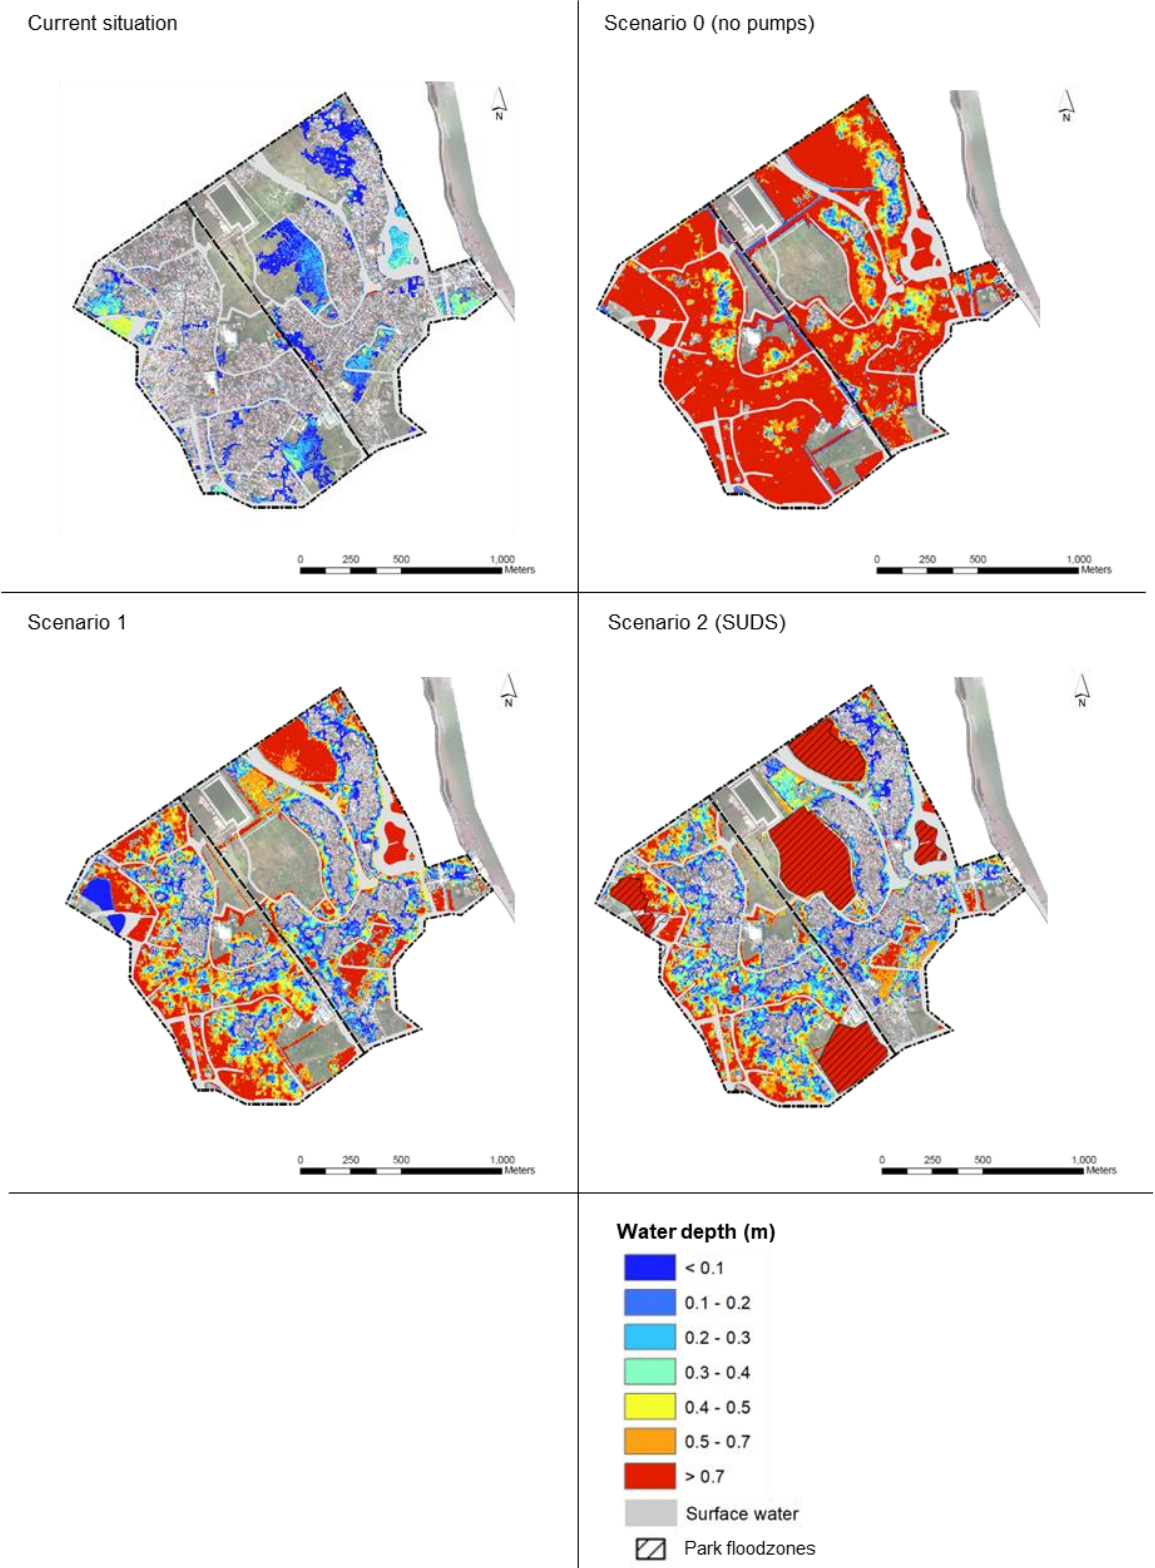 Current situation
Scenario 0 (no pumps)
N
N
0 250 500 1,000
Meters
0 250 500 1,000
Meters
Scenario 1
Scenario 2 (SUDS)
N
N
0 250 500 1,000
Meters
0 250 500 1,000
Meters
Water depth (m)
< 0.1
0.1 - 0.2
0.2 - 0.3
0.3 - 0.4
0.4 - 0.5
0.5 - 0.7
> 0.7
Surface water
Park floodzones